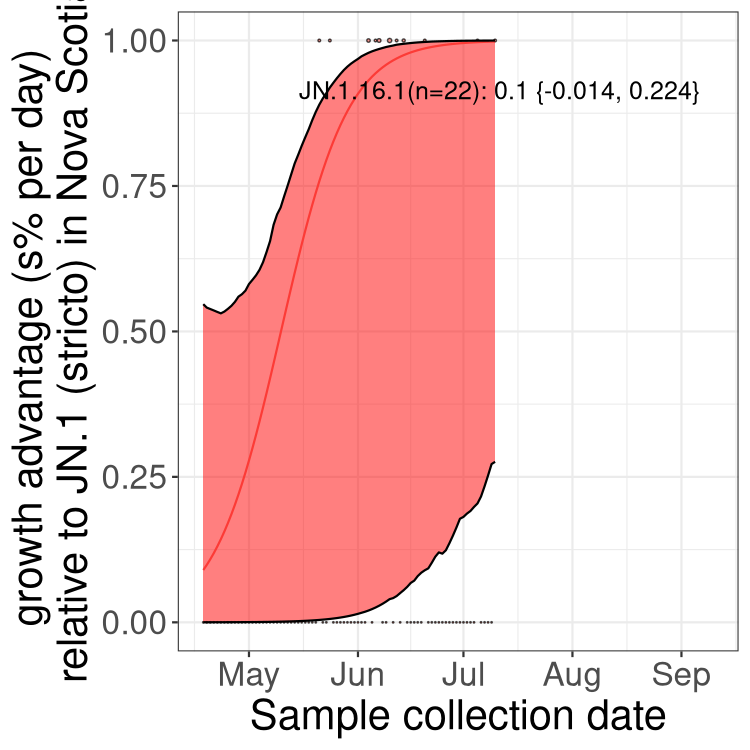 growth advantage (s% per day)
relative to JN.1 (stricto) in Nova Scotia
1.00
0.75
0.50
0.25
0.00
JN.1.16.1(n=22): 0.1 {-0.014, 0.224}
May Jun Jul Aug Sep
Sample collection date